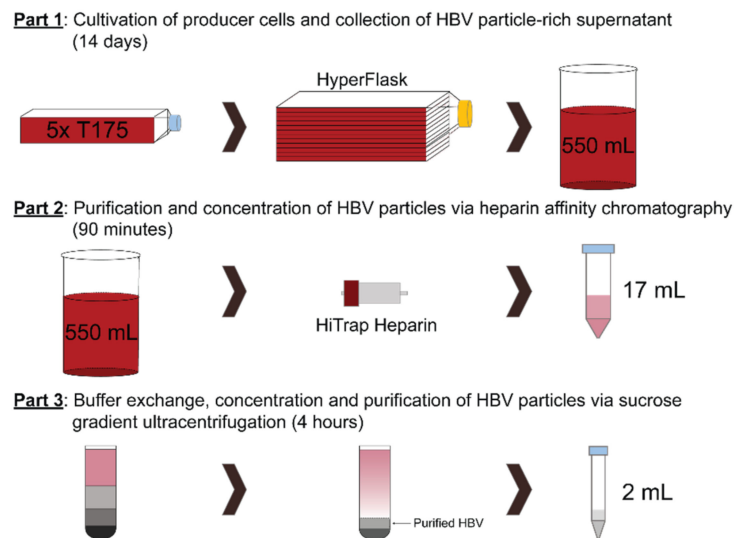 Part 1: Cultivation of producer cells and collection of HBV particle-rich supernatant
(14 days)
HyperFlask
5x T175
550 mL
Part 2: Purification and concentration of HBV particles via heparin affinity chromatography
(90 minutes)
550 mL
HiTrap Heparin
17 mL
Part 3: Buffer exchange, concentration and purification of HBV particles via sucrose
gradient ultracentrifugation (4 hours)
Purified HBV
2 mL